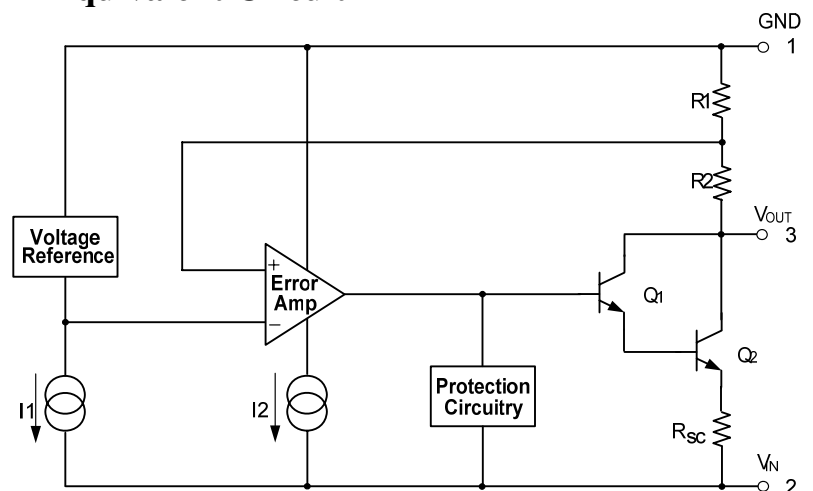 Equivalent Circuit
GND
1
R1
R2
VOUT
3
Voltage
Reference
+
Error
Amp
−
Q1
Q2
I1
I2
Protection
Circuitry
RSC
VIN
2